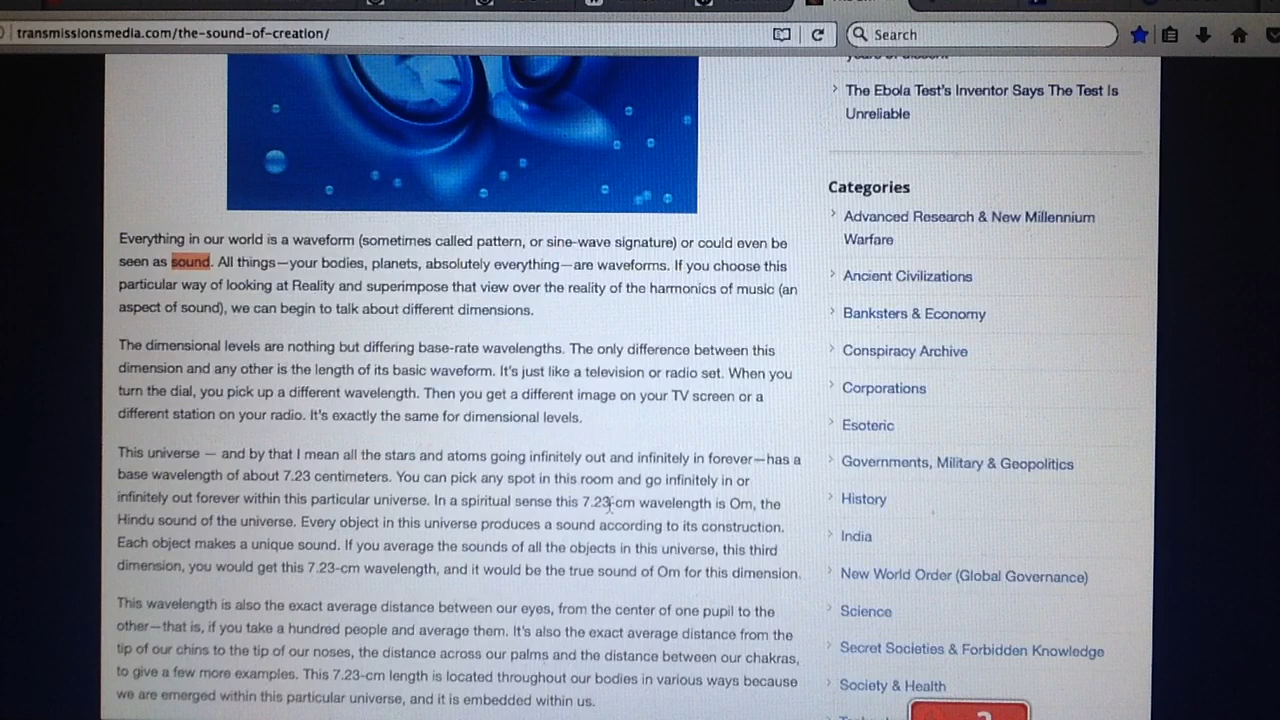 transmissionsmedia.com/the-sound-of-creation/
Search
Everything in our world is a waveform (sometimes called pattern, or sine-wave signature) or could even be
seen as sound. All things—your bodies, planets, absolutely everything—are waveforms. If you choose this
particular way of looking at Reality and superimpose that view over the reality of the harmonics of music (an
aspect of sound), we can begin to talk about different dimensions.
The dimensional levels are nothing but differing base-rate wavelengths. The only difference between this
dimension and any other is the length of its basic waveform. It's just like a television or radio set. When you
turn the dial, you pick up a different wavelength. Then you get a different image on your TV screen or a
different station on your radio. It's exactly the same for dimensional levels.
This universe — and by that I mean all the stars and atoms going infinitely out and infinitely in forever—has a
base wavelength of about 7.23 centimeters. You can pick any spot in this room and go infinitely in or
infinitely out forever within this particular universe. In a spiritual sense this 7.23-cm wavelength is Om, the
Hindu sound of the universe. Every object in this universe produces a sound according to its construction.
Each object makes a unique sound. If you average the sounds of all the objects in this universe, this third
dimension, you would get this 7.23-cm wavelength, and it would be the true sound of Om for this dimension.
This wavelength is also the exact average distance between our eyes, from the center of one pupil to the
other—that is, if you take a hundred people and average them. It's also the exact average distance from the
tip of our chins to the tip of our noses, the distance across our palms and the distance between our chakras,
to give a few more examples. This 7.23-cm length is located throughout our bodies in various ways because
we are emerged within this particular universe, and it is embedded within us.
The Ebola Test's Inventor Says The Test Is
Unreliable
Categories
Advanced Research & New Millennium
Warfare
Ancient Civilizations
Banksters & Economy
Conspiracy Archive
Corporations
Esoteric
Governments, Military & Geopolitics
History
India
New World Order (Global Governance)
Science
Secret Societies & Forbidden Knowledge
Society & Health